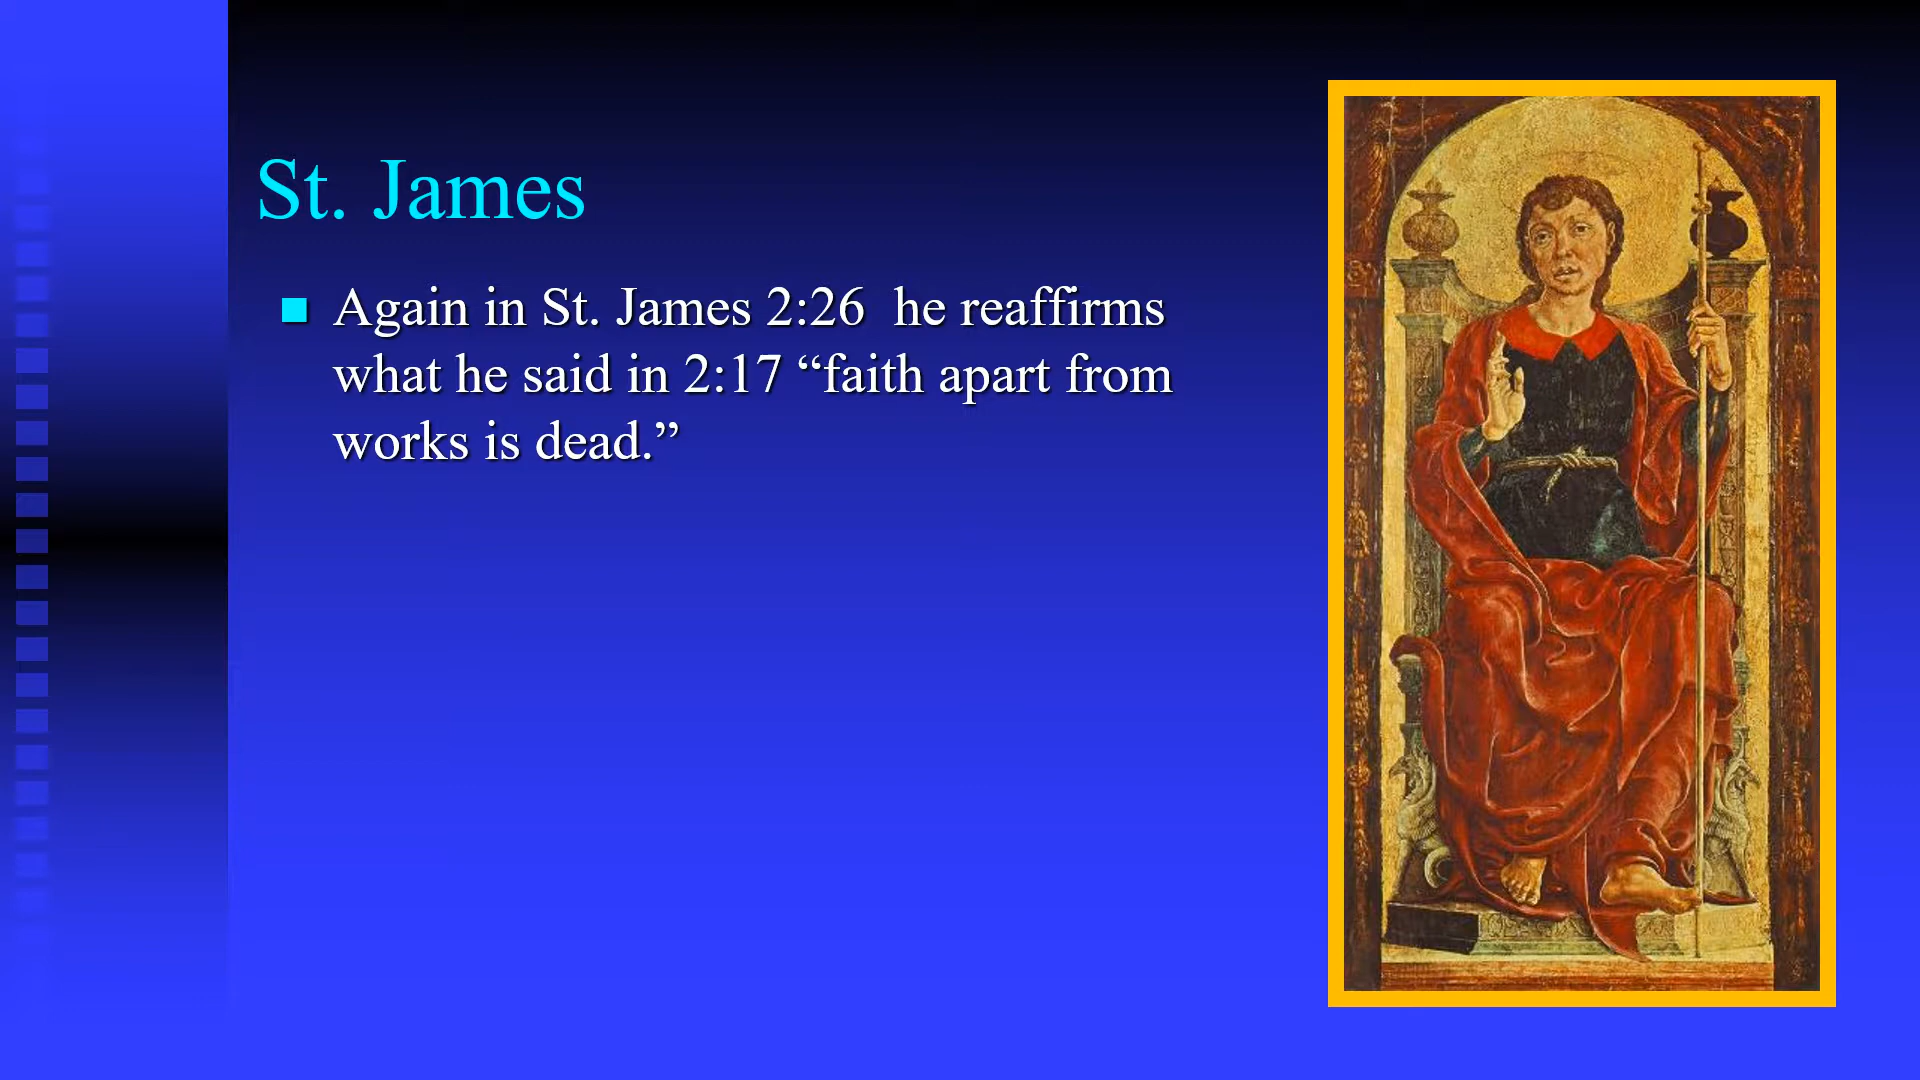 St. James
Again in St. James 2:26  he reaffirms
what he said in 2:17 “faith apart from
works is dead.”